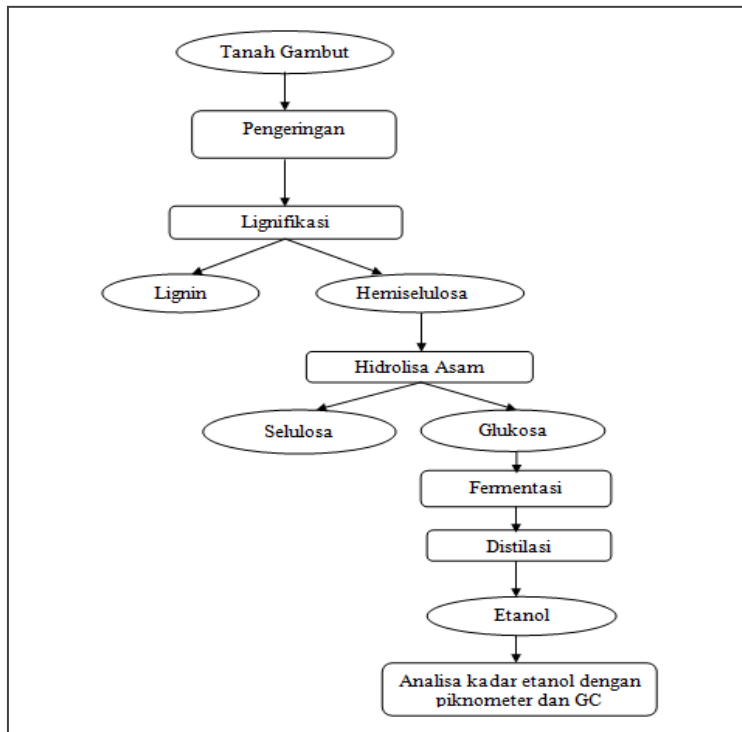 Tanah Gambut
Pengeringan
Lignifikasi
Lignin
Hemiselulosa
Hidrolisa Asam
Selulosa
Glukosa
Fermentasi
Distilasi
Etanol
Analisa kadar etanol dengan
piknometer dan GC